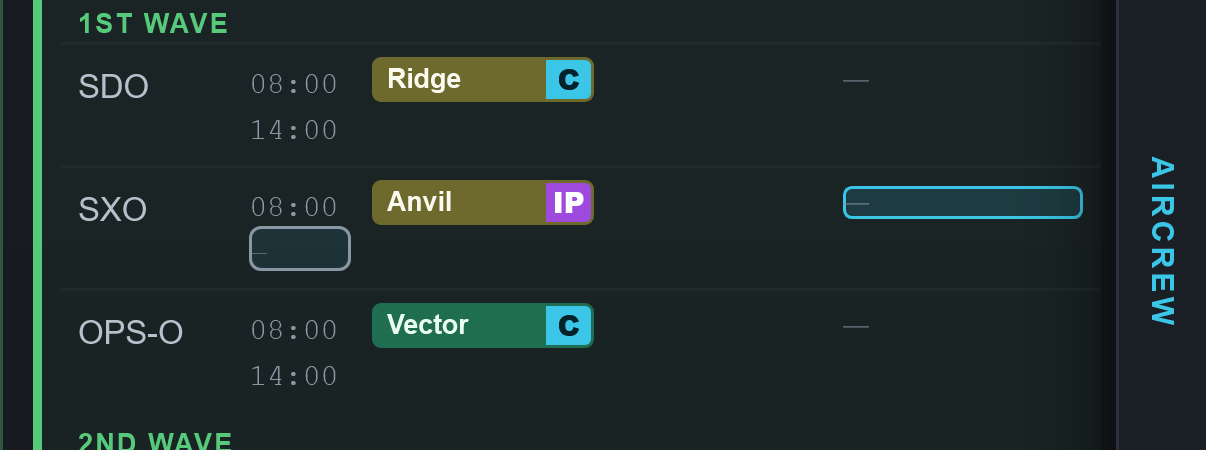 1ST WAVE
SDO 08:00 Ridge C —
14:00
SXO 08:00 Anvil IP —
—
OPS-O 08:00 Vector C —
14:00
2ND WAVE
AIRCREW